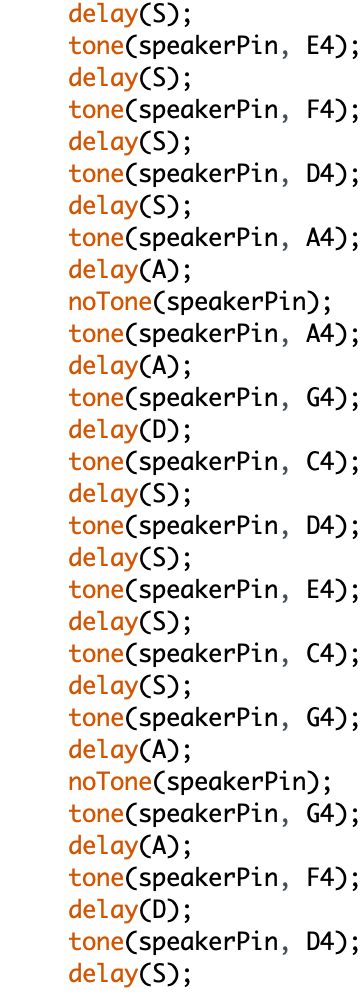 delay(S);
tone(speakerPin, E4);
delay(S);
tone(speakerPin, F4);
delay(S);
tone(speakerPin, D4);
delay(S);
tone(speakerPin, A4);
delay(A);
noTone(speakerPin);
tone(speakerPin, A4);
delay(A);
tone(speakerPin, G4);
delay(D);
tone(speakerPin, C4);
delay(S);
tone(speakerPin, D4);
delay(S);
tone(speakerPin, E4);
delay(S);
tone(speakerPin, C4);
delay(S);
tone(speakerPin, G4);
delay(A);
noTone(speakerPin);
tone(speakerPin, G4);
delay(A);
tone(speakerPin, F4);
delay(D);
tone(speakerPin, D4);
delay(S);